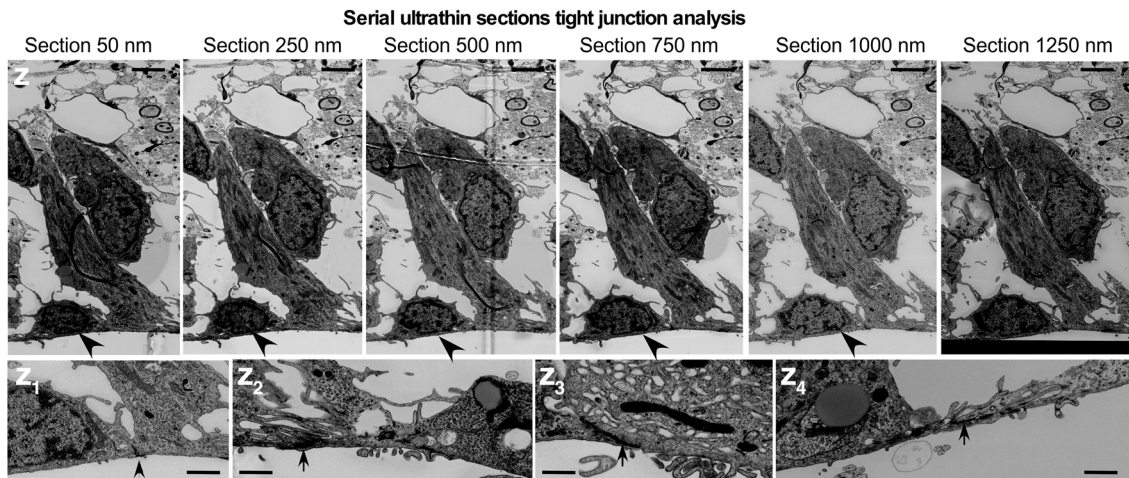 Serial ultrathin sections tight junction analysis
Section 50 nm Section 250 nm Section 500 nm Section 750 nm Section 1000 nm Section 1250 nm
z
z1 z2 z3 z4